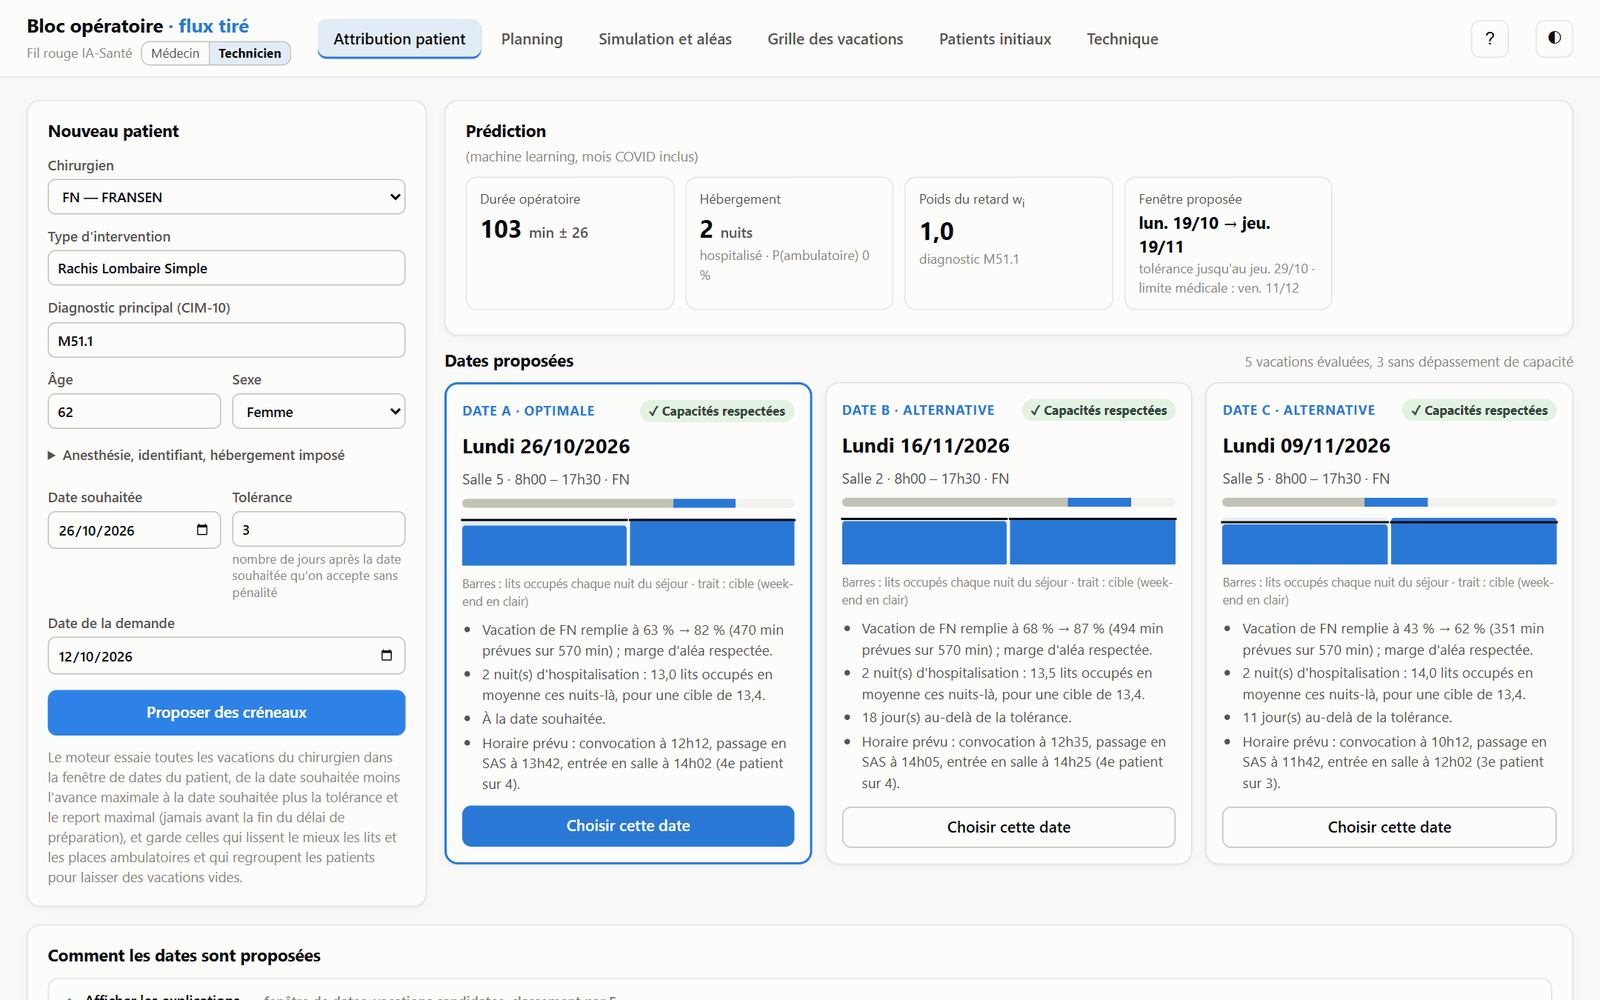 Bloc opératoire · flux tiré
Fil rouge IA-Santé
Médecin
Technicien
Attribution patient
Planning
Simulation et aléas
Grille des vacations
Patients initiaux
Technique
?
Nouveau patient
Chirurgien
FN — FRANSEN
Type d'intervention
Rachis Lombaire Simple
Diagnostic principal (CIM-10)
M51.1
Âge
Sexe
62
Femme
Anesthésie, identifiant, hébergement imposé
Date souhaitée
Tolérance
26/10/2026
3
nombre de jours après la date
souhaitée qu'on accepte sans
pénalité
Date de la demande
12/10/2026
Proposer des créneaux
Le moteur essaie toutes les vacations du chirurgien dans
la fenêtre de dates du patient, de la date souhaitée moins
l'avance maximale à la date souhaitée plus la tolérance et
le report maximal (jamais avant la fin du délai de
préparation), et garde celles qui lissent le mieux les lits et
les places ambulatoires et qui regroupent les patients
pour laisser des vacations vides.
Prédiction
(machine learning, mois COVID inclus)
Durée opératoire
103 min ± 26
Hébergement
2 nuits
hospitalisé · P(ambulatoire) 0
%
Poids du retard wi
1,0
diagnostic M51.1
Fenêtre proposée
lun. 19/10 → jeu.
19/11
tolérance jusqu'au jeu. 29/10 ·
limite médicale : ven. 11/12
Dates proposées
5 vacations évaluées, 3 sans dépassement de capacité
DATE A · OPTIMALE
✓ Capacités respectées
Lundi 26/10/2026
Salle 5 · 8h00 – 17h30 · FN
Barres : lits occupés chaque nuit du séjour · trait : cible (week-
end en clair)
• Vacation de FN remplie à 63 % → 82 % (470 min
prévues sur 570 min) ; marge d'aléa respectée.
• 2 nuit(s) d'hospitalisation : 13,0 lits occupés en
moyenne ces nuits-là, pour une cible de 13,4.
• À la date souhaitée.
• Horaire prévu : convocation à 12h12, passage en
SAS à 13h42, entrée en salle à 14h02 (4e patient
sur 4).
Choisir cette date
DATE B · ALTERNATIVE
✓ Capacités respectées
Lundi 16/11/2026
Salle 2 · 8h00 – 17h30 · FN
Barres : lits occupés chaque nuit du séjour · trait : cible (week-
end en clair)
• Vacation de FN remplie à 68 % → 87 % (494 min
prévues sur 570 min) ; marge d'aléa respectée.
• 2 nuit(s) d'hospitalisation : 13,5 lits occupés en
moyenne ces nuits-là, pour une cible de 13,4.
• 18 jour(s) au-delà de la tolérance.
• Horaire prévu : convocation à 12h35, passage en
SAS à 14h05, entrée en salle à 14h25 (4e patient
sur 4).
Choisir cette date
DATE C · ALTERNATIVE
✓ Capacités respectées
Lundi 09/11/2026
Salle 5 · 8h00 – 17h30 · FN
Barres : lits occupés chaque nuit du séjour · trait : cible (week-
end en clair)
• Vacation de FN remplie à 43 % → 62 % (351 min
prévues sur 570 min) ; marge d'aléa respectée.
• 2 nuit(s) d'hospitalisation : 14,0 lits occupés en
moyenne ces nuits-là, pour une cible de 13,4.
• 11 jour(s) au-delà de la tolérance.
• Horaire prévu : convocation à 10h12, passage en
SAS à 11h42, entrée en salle à 12h02 (3e patient
sur 3).
Choisir cette date
Comment les dates sont proposées
Afficher les explications — fenêtre de dates, vacations candidates, classement par F